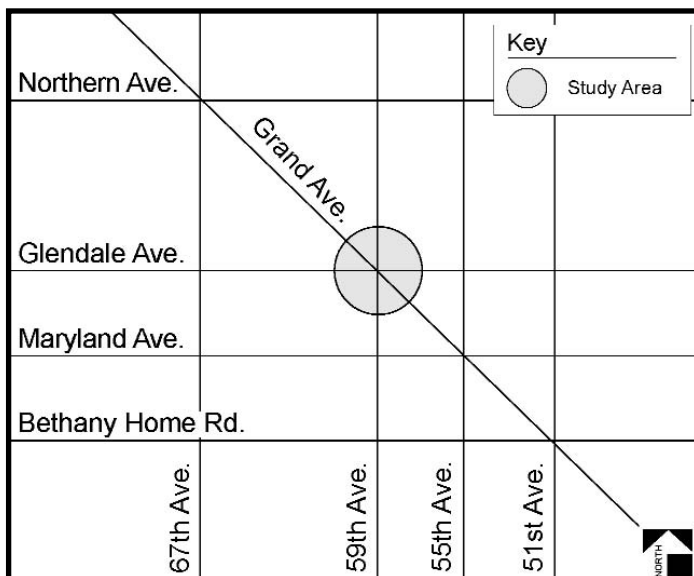 Key
Study Area
Northern Ave.
Grand Ave.
Glendale Ave.
Maryland Ave.
Bethany Home Rd.
67th Ave.
59th Ave.
55th Ave.
51st Ave.
NORTH